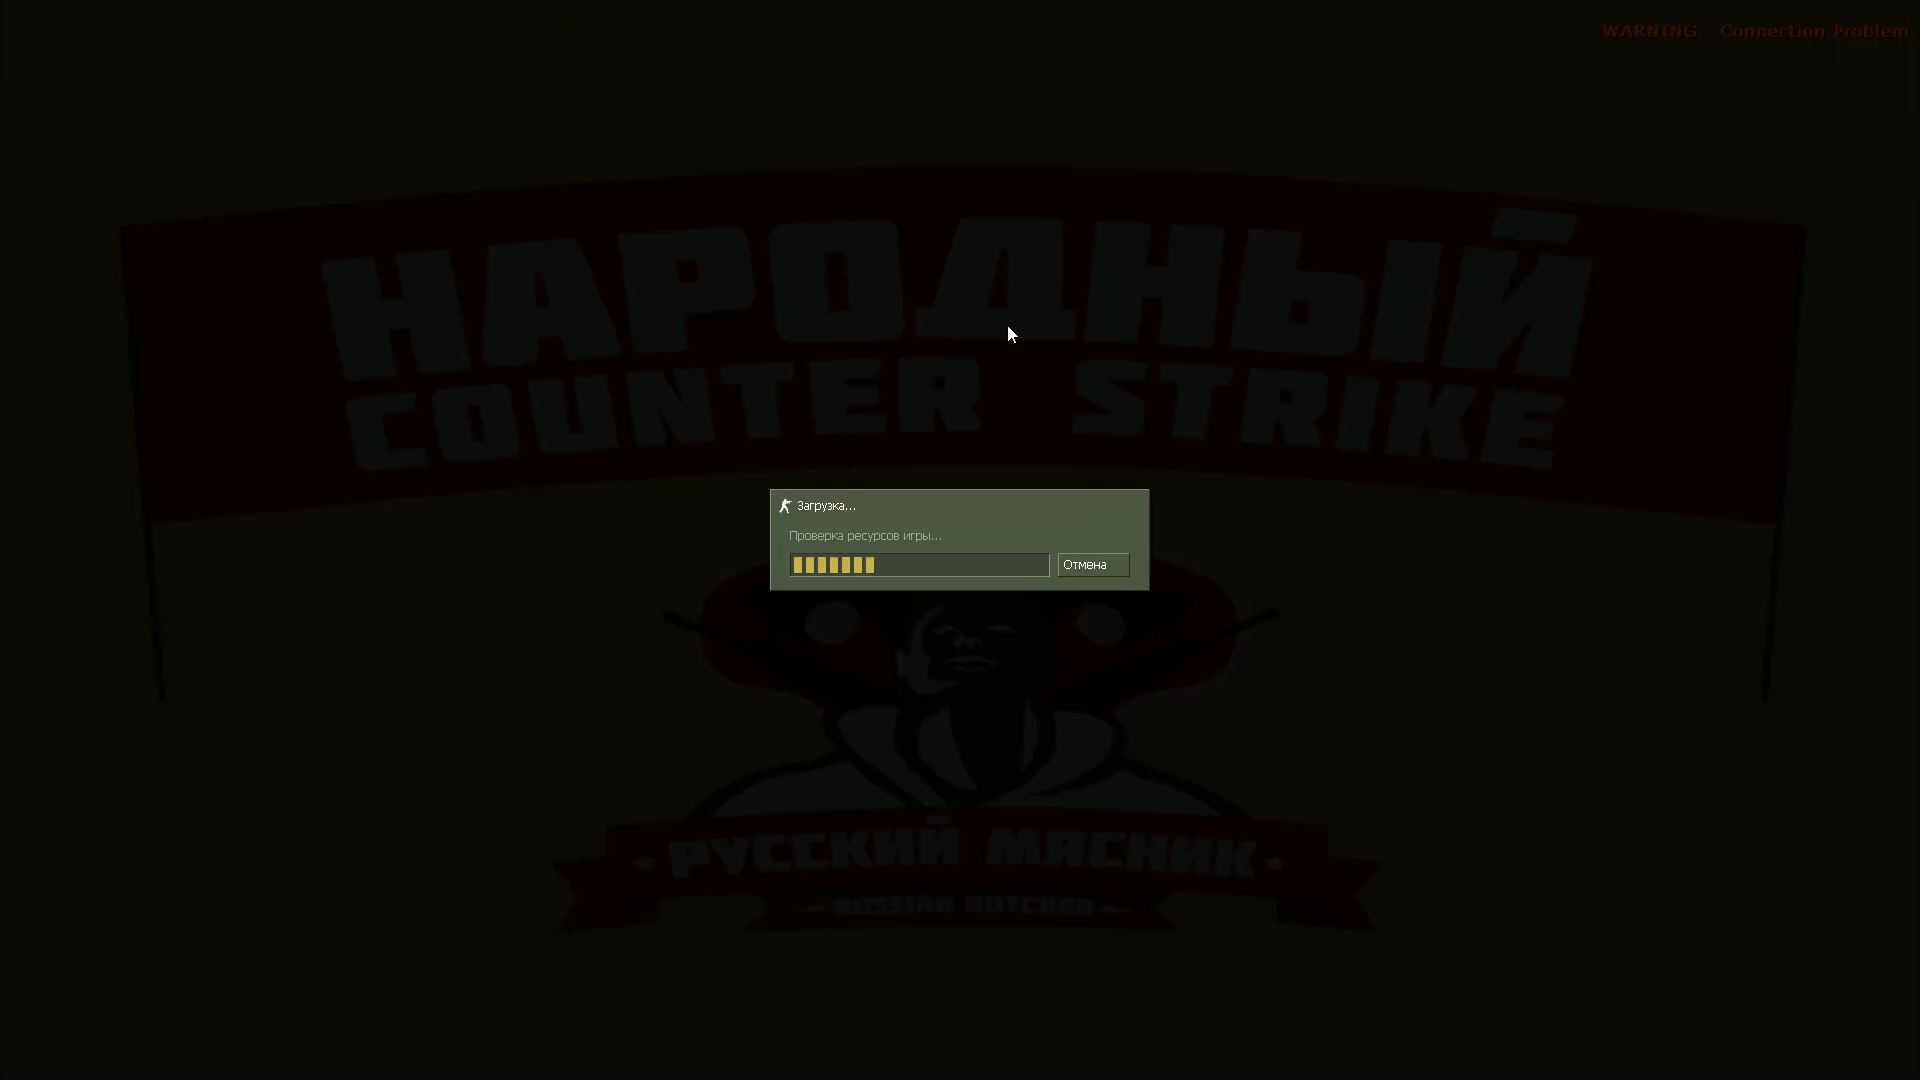 WARNING: Connection Problem
НАРОДНЫЙ
COUNTER STRIKE
Загрузка...
Проверка ресурсов игры...
Отмена
РУССКИЙ МЯСНИК
RUSSIAN BUTCHER